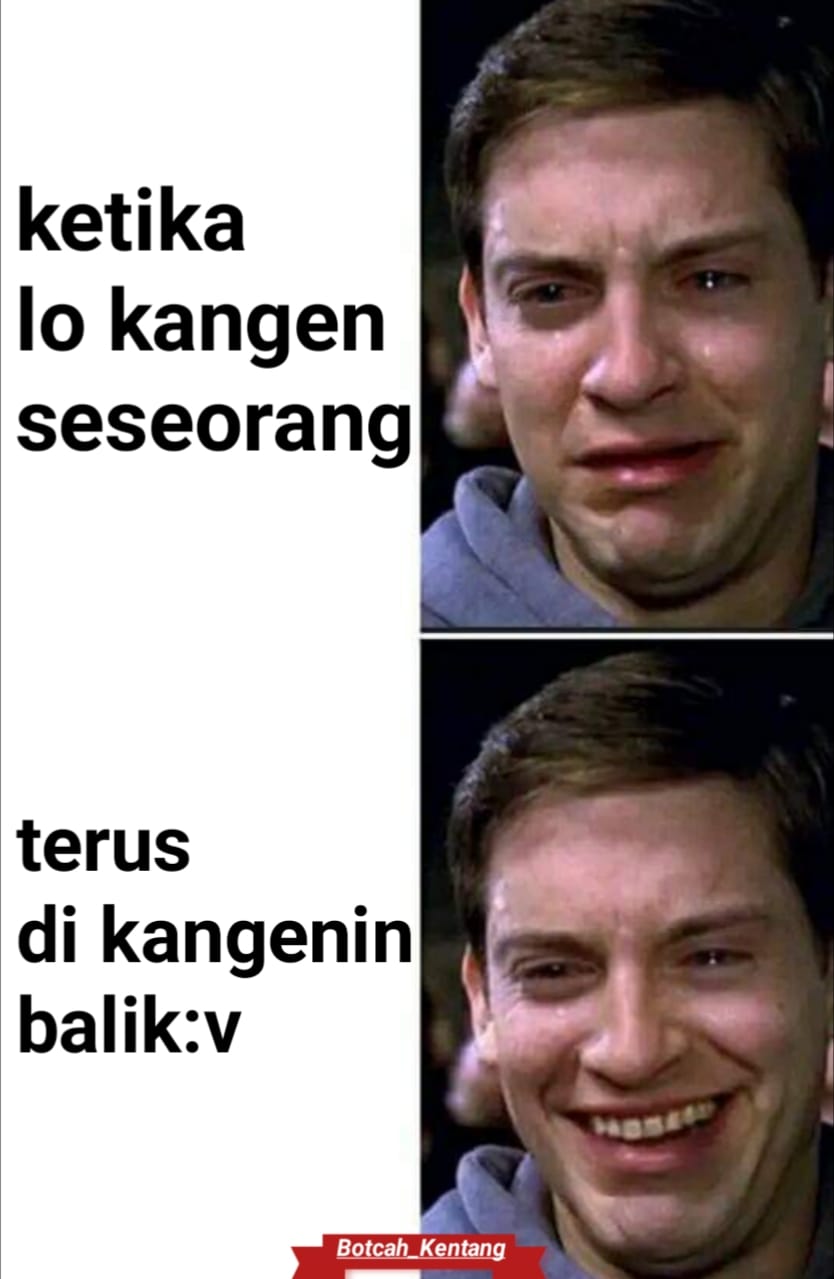 ketika
lo kangen
seseorang
terus
di kangenin
balik:v
Botcah_Kentang